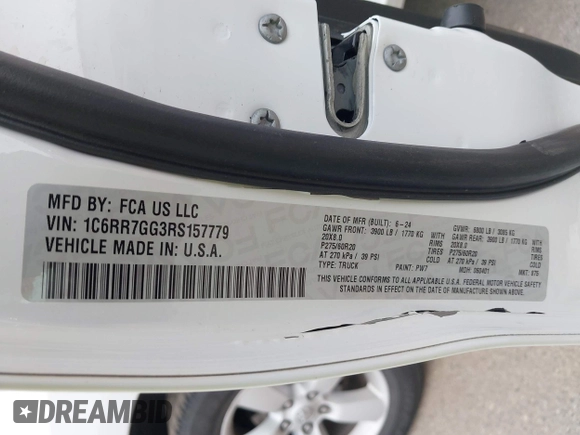 MFD BY: FCA US LLC
VIN: 1C6RR7GG3RS157779
VEHICLE MADE IN: U.S.A.
DATE OF MFR (BUILT): 6-24
GVWR: 6800 LB / 3085 KG
GAWR FRONT: 3900 LB / 1770 KG
GAWR REAR: 3900 LB / 1770 KG
20X8.0 RIMS
20X8.0 RIMS
P275/60R20 TIRES
P275/60R20 TIRES
AT 270 kPa / 39 PSI
AT 270 kPa / 39 PSI
TYPE: TRUCK PAINT: PW7 MDH: 060401 MKT: 070
THIS VEHICLE CONFORMS TO ALL APPLICABLE U.S.A. FEDERAL MOTOR VEHICLE SAFETY
STANDARDS IN EFFECT ON THE DATE OF MANUFACTURE SHOWN ABOVE.
DREAMBID